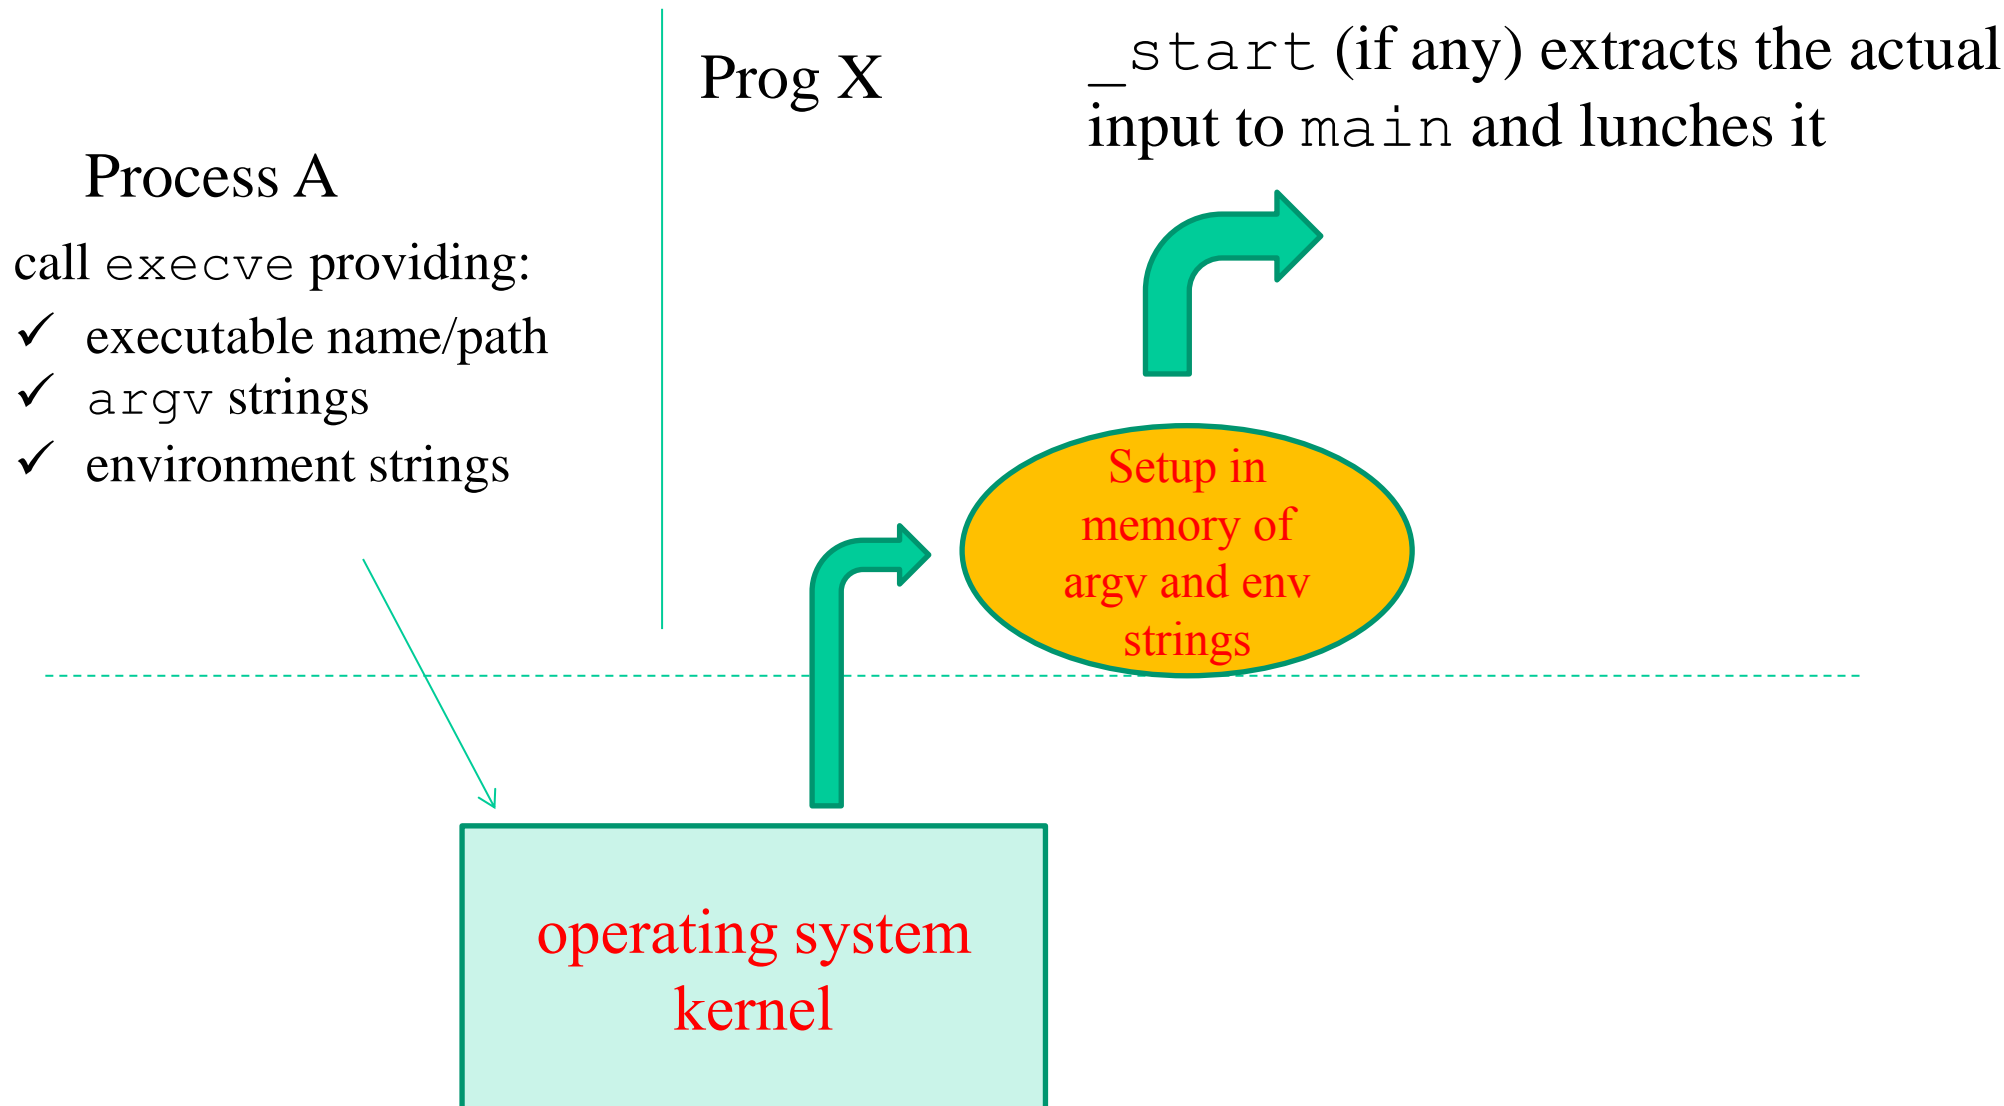 Process A
call execve providing:
✓ executable name/path
✓ argv strings
✓ environment strings
Prog X
_start (if any) extracts the actual
input to main and lunches it
Setup in
memory of
argv and env
strings
operating system
kernel